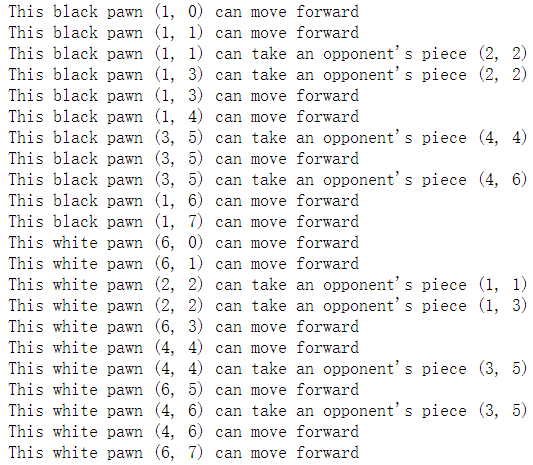 This black pawn (1, 0) can move forward
This black pawn (1, 1) can move forward
This black pawn (1, 1) can take an opponent's piece (2, 2)
This black pawn (1, 3) can take an opponent's piece (2, 2)
This black pawn (1, 3) can move forward
This black pawn (1, 4) can move forward
This black pawn (3, 5) can take an opponent's piece (4, 4)
This black pawn (3, 5) can move forward
This black pawn (3, 5) can take an opponent's piece (4, 6)
This black pawn (1, 6) can move forward
This black pawn (1, 7) can move forward
This white pawn (6, 0) can move forward
This white pawn (6, 1) can move forward
This white pawn (2, 2) can take an opponent's piece (1, 1)
This white pawn (2, 2) can take an opponent's piece (1, 3)
This white pawn (6, 3) can move forward
This white pawn (4, 4) can move forward
This white pawn (4, 4) can take an opponent's piece (3, 5)
This white pawn (6, 5) can move forward
This white pawn (4, 6) can take an opponent's piece (3, 5)
This white pawn (4, 6) can move forward
This white pawn (6, 7) can move forward